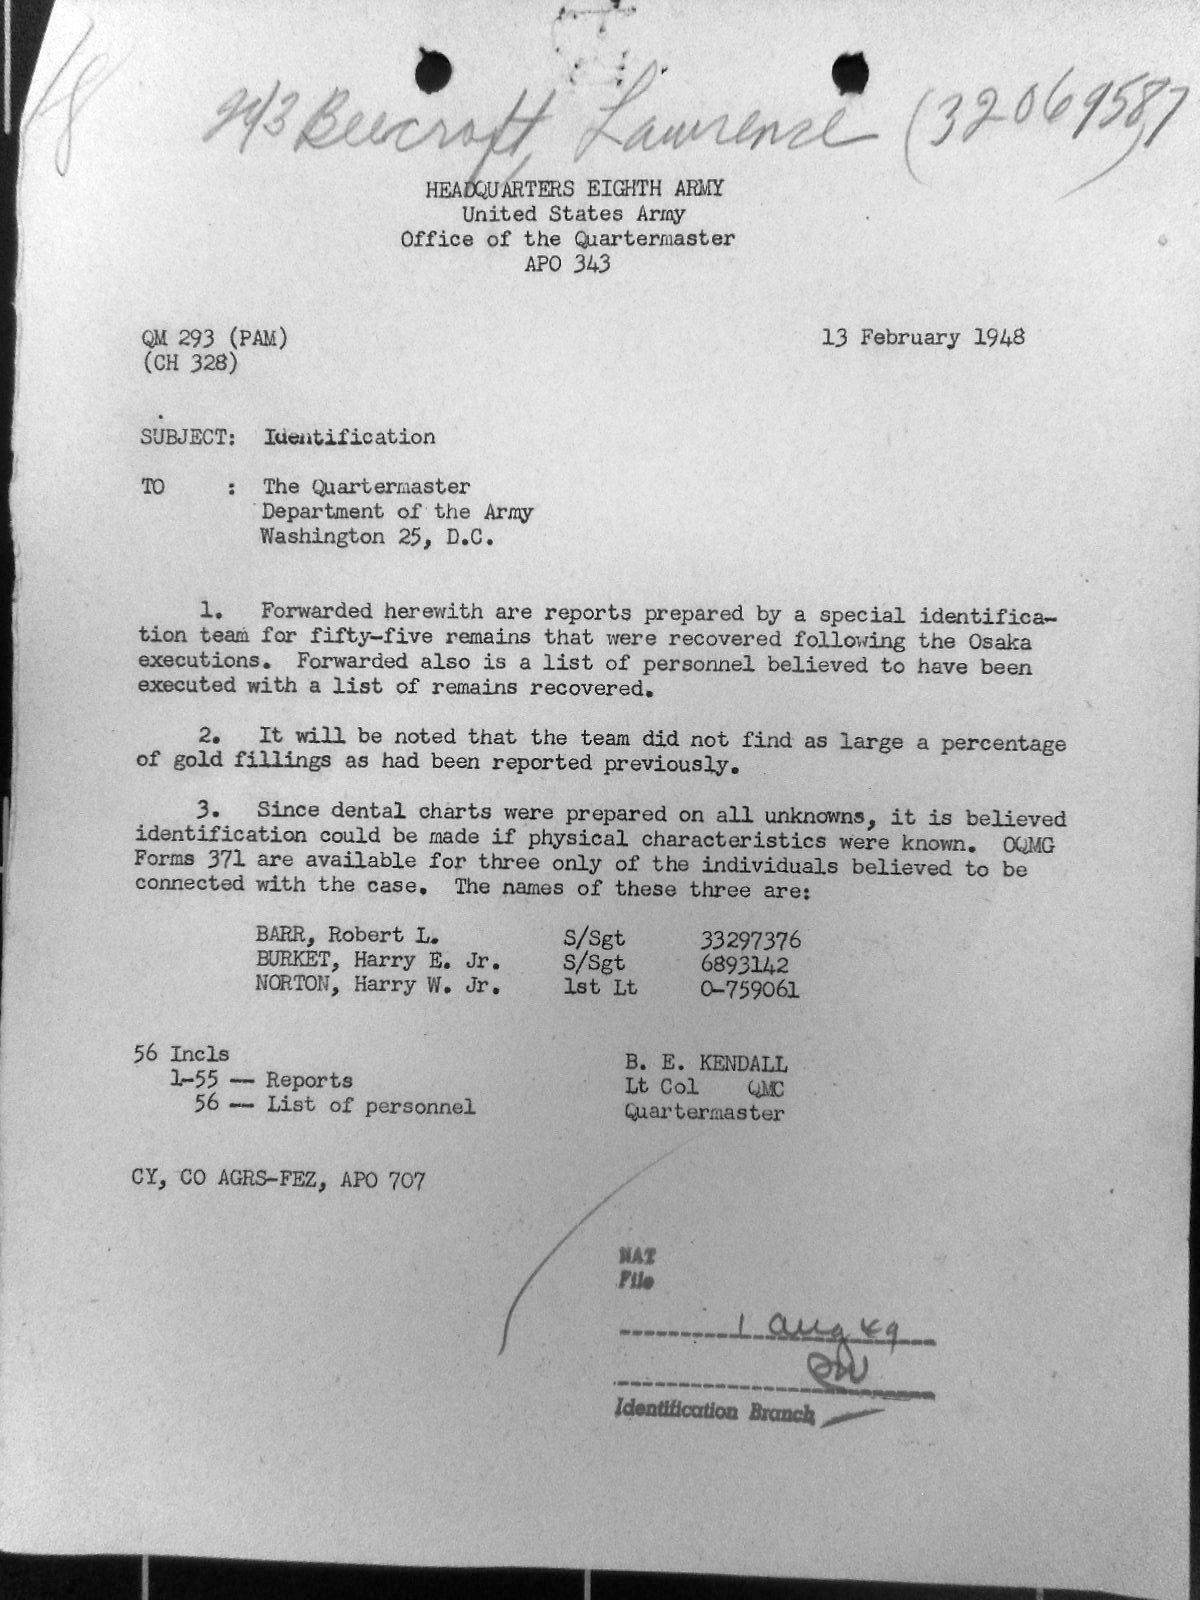 18
293 Beecroft, Lawrence (32069587)
HEADQUARTERS EIGHTH ARMY
United States Army
Office of the Quartermaster
APO 343
QM 293 (PAM) 13 February 1948
(CH 328)
SUBJECT: Identification
TO : The Quartermaster
Department of the Army
Washington 25, D.C.
1. Forwarded herewith are reports prepared by a special identifica-
tion team for fifty-five remains that were recovered following the Osaka
executions. Forwarded also is a list of personnel believed to have been
executed with a list of remains recovered.
2. It will be noted that the team did not find as large a percentage
of gold fillings as had been reported previously.
3. Since dental charts were prepared on all unknowns, it is believed
identification could be made if physical characteristics were known. OQMG
Forms 371 are available for three only of the individuals believed to be
connected with the case. The names of these three are:
BARR, Robert L. S/Sgt 33297376
BURKET, Harry E. Jr. S/Sgt 6893142
NORTON, Harry W. Jr. 1st Lt O-759061
56 Incls B. E. KENDALL
1-55 -- Reports Lt Col QMC
56 -- List of personnel Quartermaster
CY, CO AGRS-FEZ, APO 707
NAT
File
1 Aug 49
Identification Branch